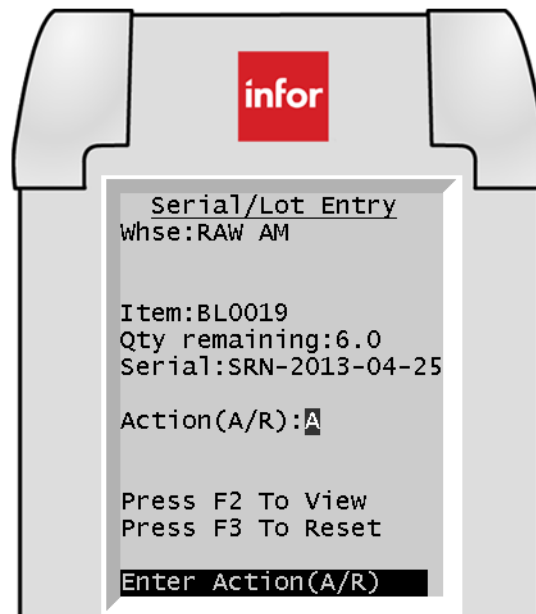 infor
Serial/Lot Entry
Whse:RAW AM
Item:BL0019
Qty remaining:6.0
Serial:SRN-2013-04-25
Action(A/R):A
Press F2 To View
Press F3 To Reset
Enter Action(A/R)